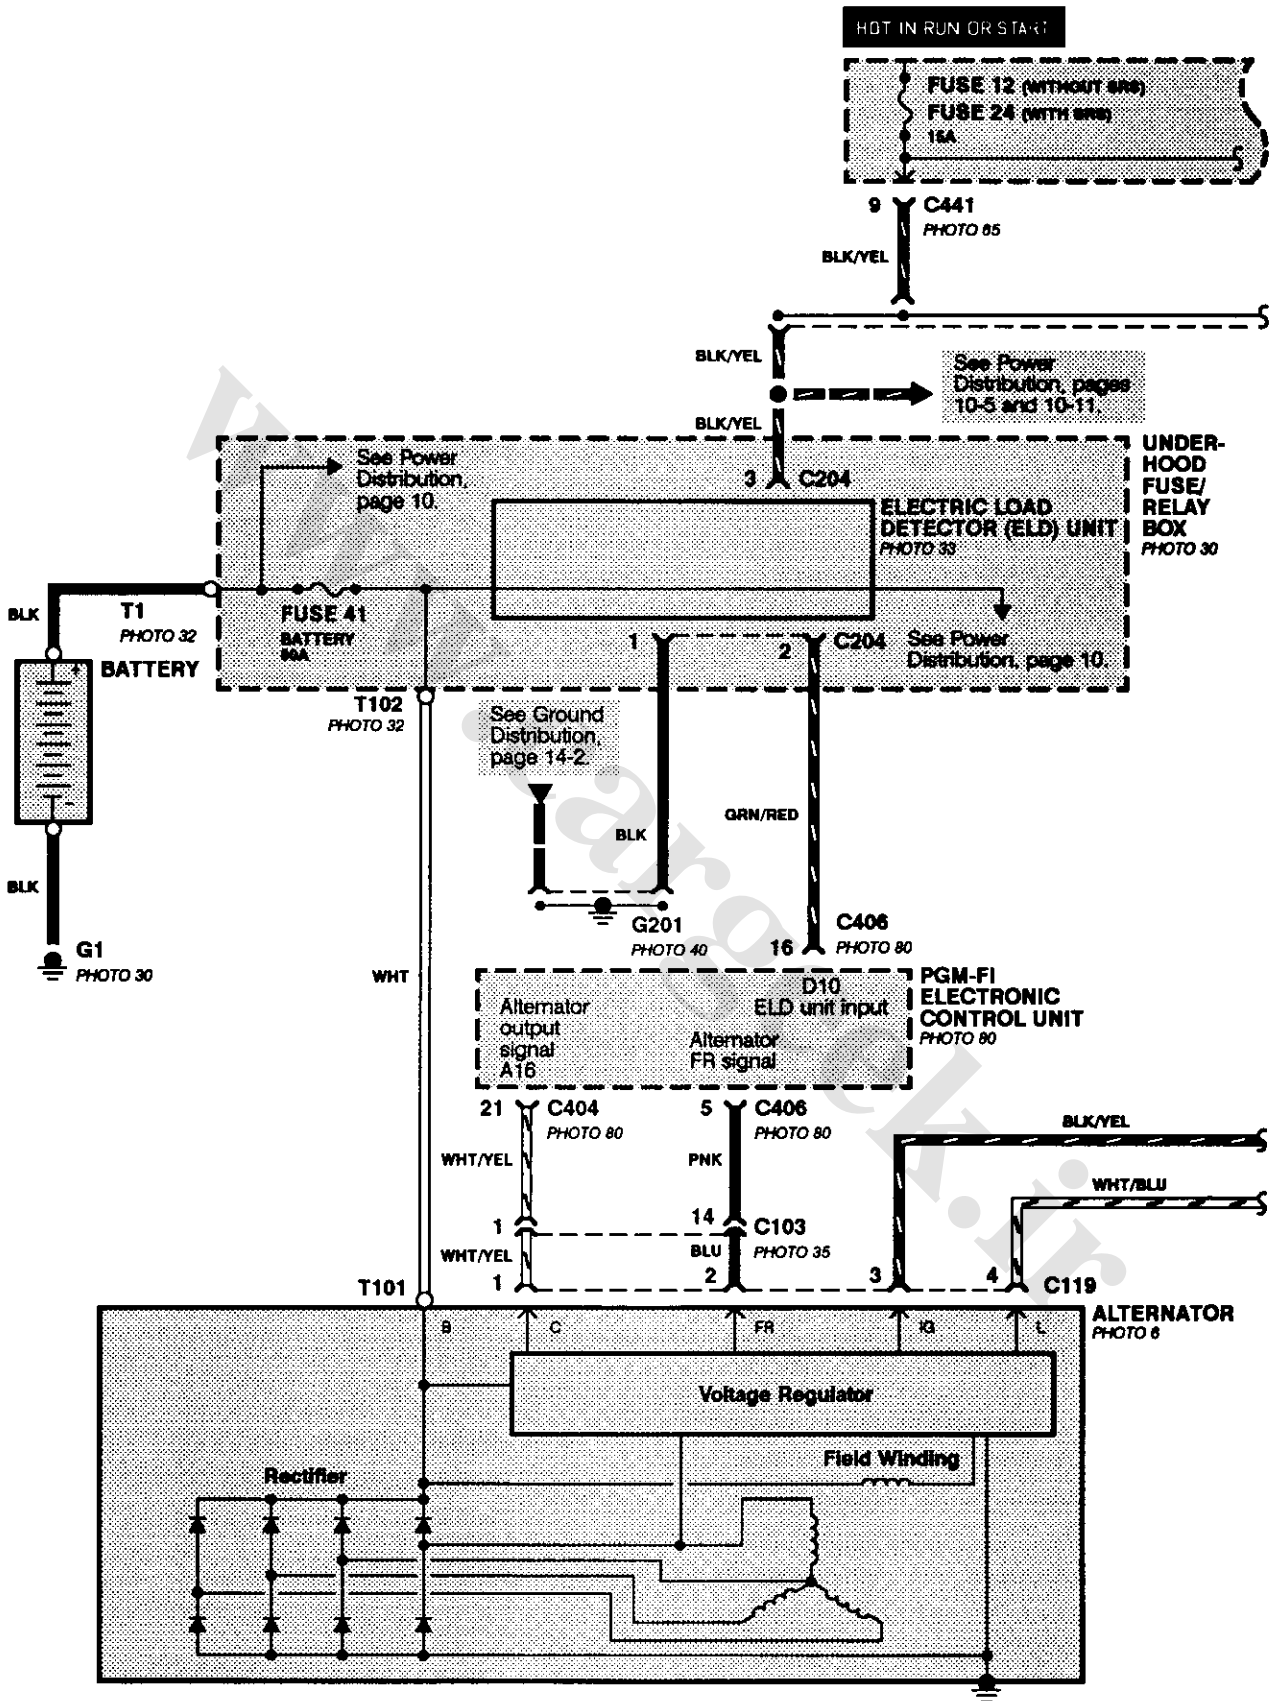 HOT IN RUN OR START
FUSE 12 (WITHOUT SRS)
FUSE 24 (WITH SRS)
15A
9
C441
PHOTO 65
BLK/YEL
BLK/YEL
See Power
Distribution, pages
10-5 and 10-11.
BLK/YEL
UNDER-
HOOD
FUSE/
RELAY
BOX
PHOTO 30
See Power
Distribution,
page 10.
3
C204
ELECTRIC LOAD
DETECTOR (ELD) UNIT
PHOTO 33
BLK
T1
PHOTO 32
FUSE 41
BATTERY
80A
1
2
C204
See Power
Distribution, page 10.
+
BATTERY
-
T102
PHOTO 32
See Ground
Distribution,
page 14-2.
BLK
GRN/RED
BLK
G1
PHOTO 30
G201
PHOTO 40
16
C406
PHOTO 80
WHT
D10
ELD unit input
Alternator
output
signal
A16
Alternator
FR signal
PGM-FI
ELECTRONIC
CONTROL UNIT
PHOTO 80
21
C404
PHOTO 80
5
C406
PHOTO 80
BLK/YEL
WHT/YEL
PNK
WHT/BLU
1
14
C103
PHOTO 35
WHT/YEL
BLU
T101
1
2
3
4
C119
ALTERNATOR
PHOTO 6
B
C
FR
IG
L
Voltage Regulator
Field Winding
Rectifier